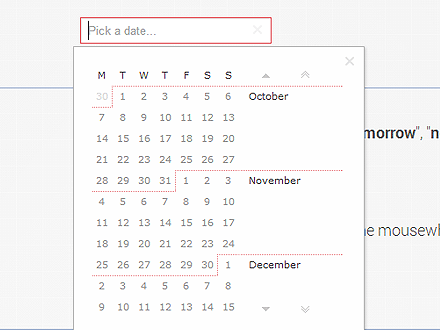 Pick a date...
M T W T F S S
30 1 2 3 4 5 6 October
7 8 9 10 11 12 13
14 15 16 17 18 19 20
21 22 23 24 25 26 27
28 29 30 31 1 2 3 November
4 5 6 7 8 9 10
11 12 13 14 15 16 17
18 19 20 21 22 23 24
25 26 27 28 29 30 1 December
2 3 4 5 6 7 8
9 10 11 12 13 14 15
morrow", "n
he mousewh